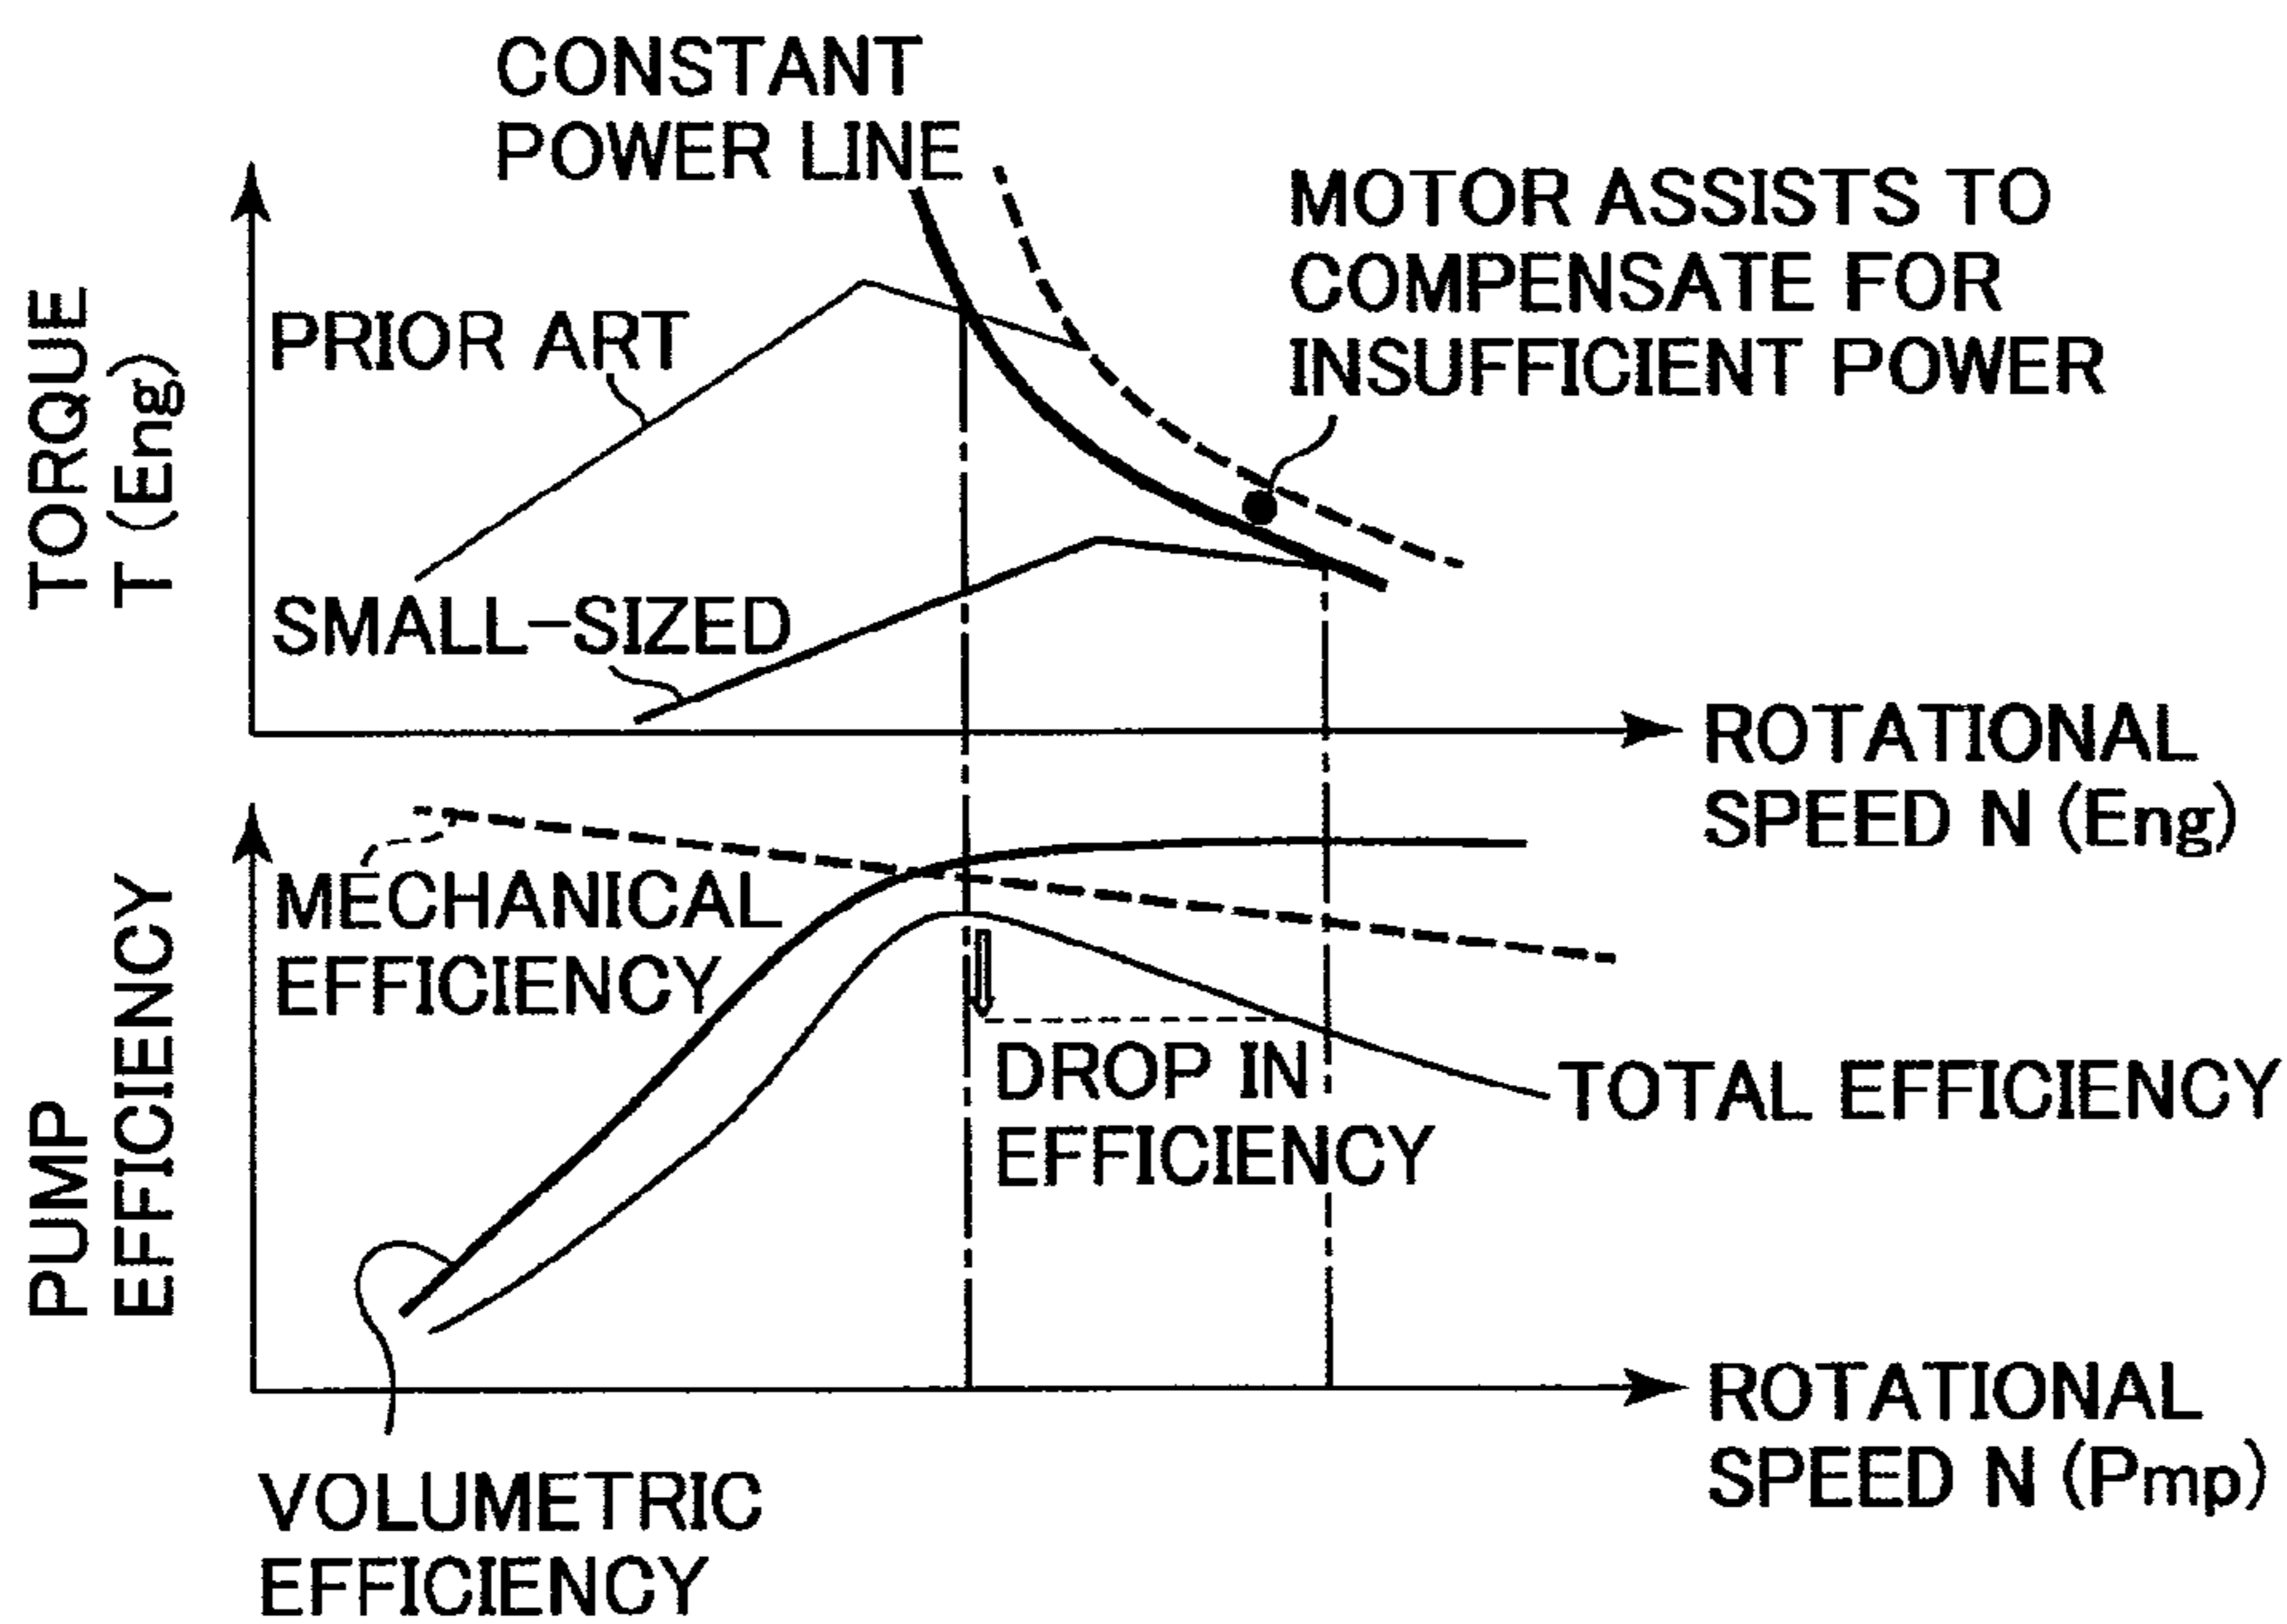 CONSTANT
POWER LINE
MOTOR ASSISTS TO
COMPENSATE FOR
INSUFFICIENT POWER
TORQUE
T (Eng)
PRIOR ART
SMALL-SIZED
ROTATIONAL
SPEED N (Eng)
MECHANICAL
EFFICIENCY
PUMP
EFFICIENCY
DROP IN
EFFICIENCY
TOTAL EFFICIENCY
ROTATIONAL
SPEED N (Pmp)
VOLUMETRIC
EFFICIENCY